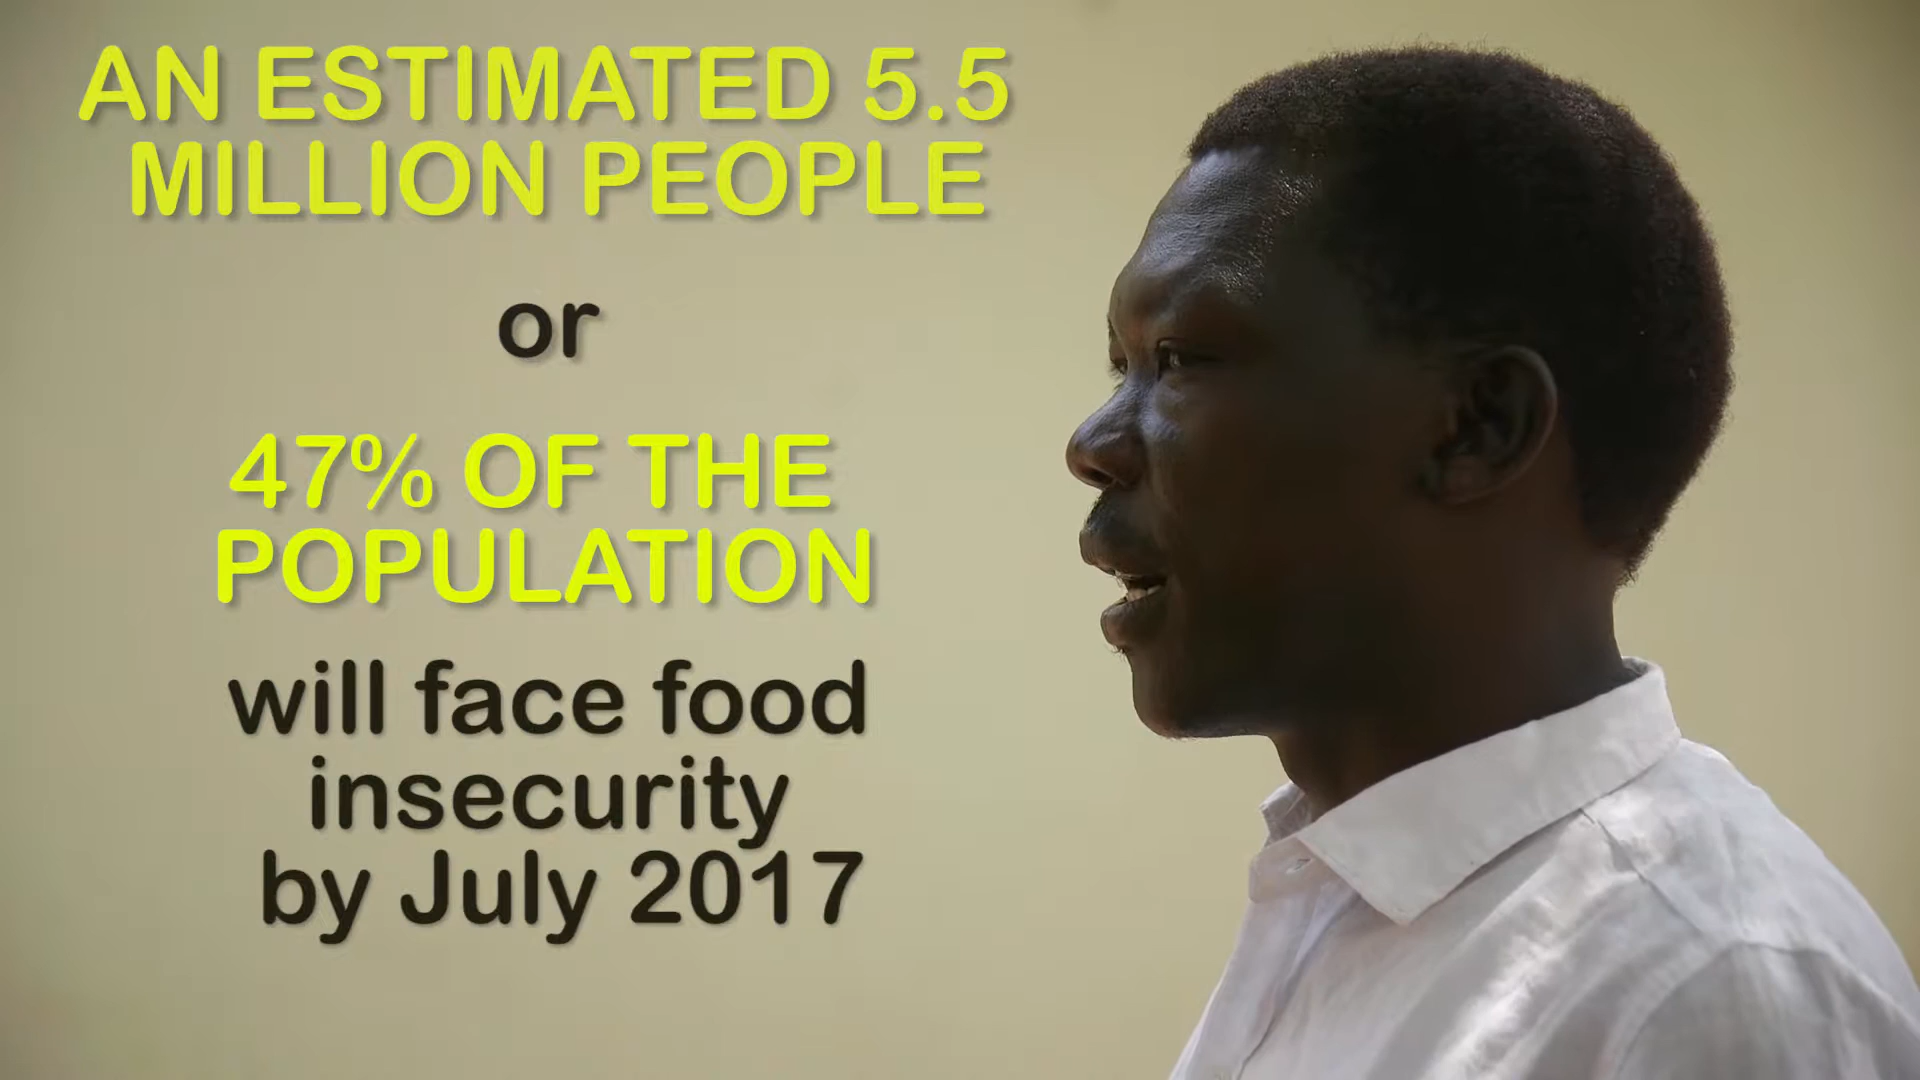 AN ESTIMATED 5.5
MILLION PEOPLE
or
47% OF THE
POPULATION
will face food
insecurity
by July 2017